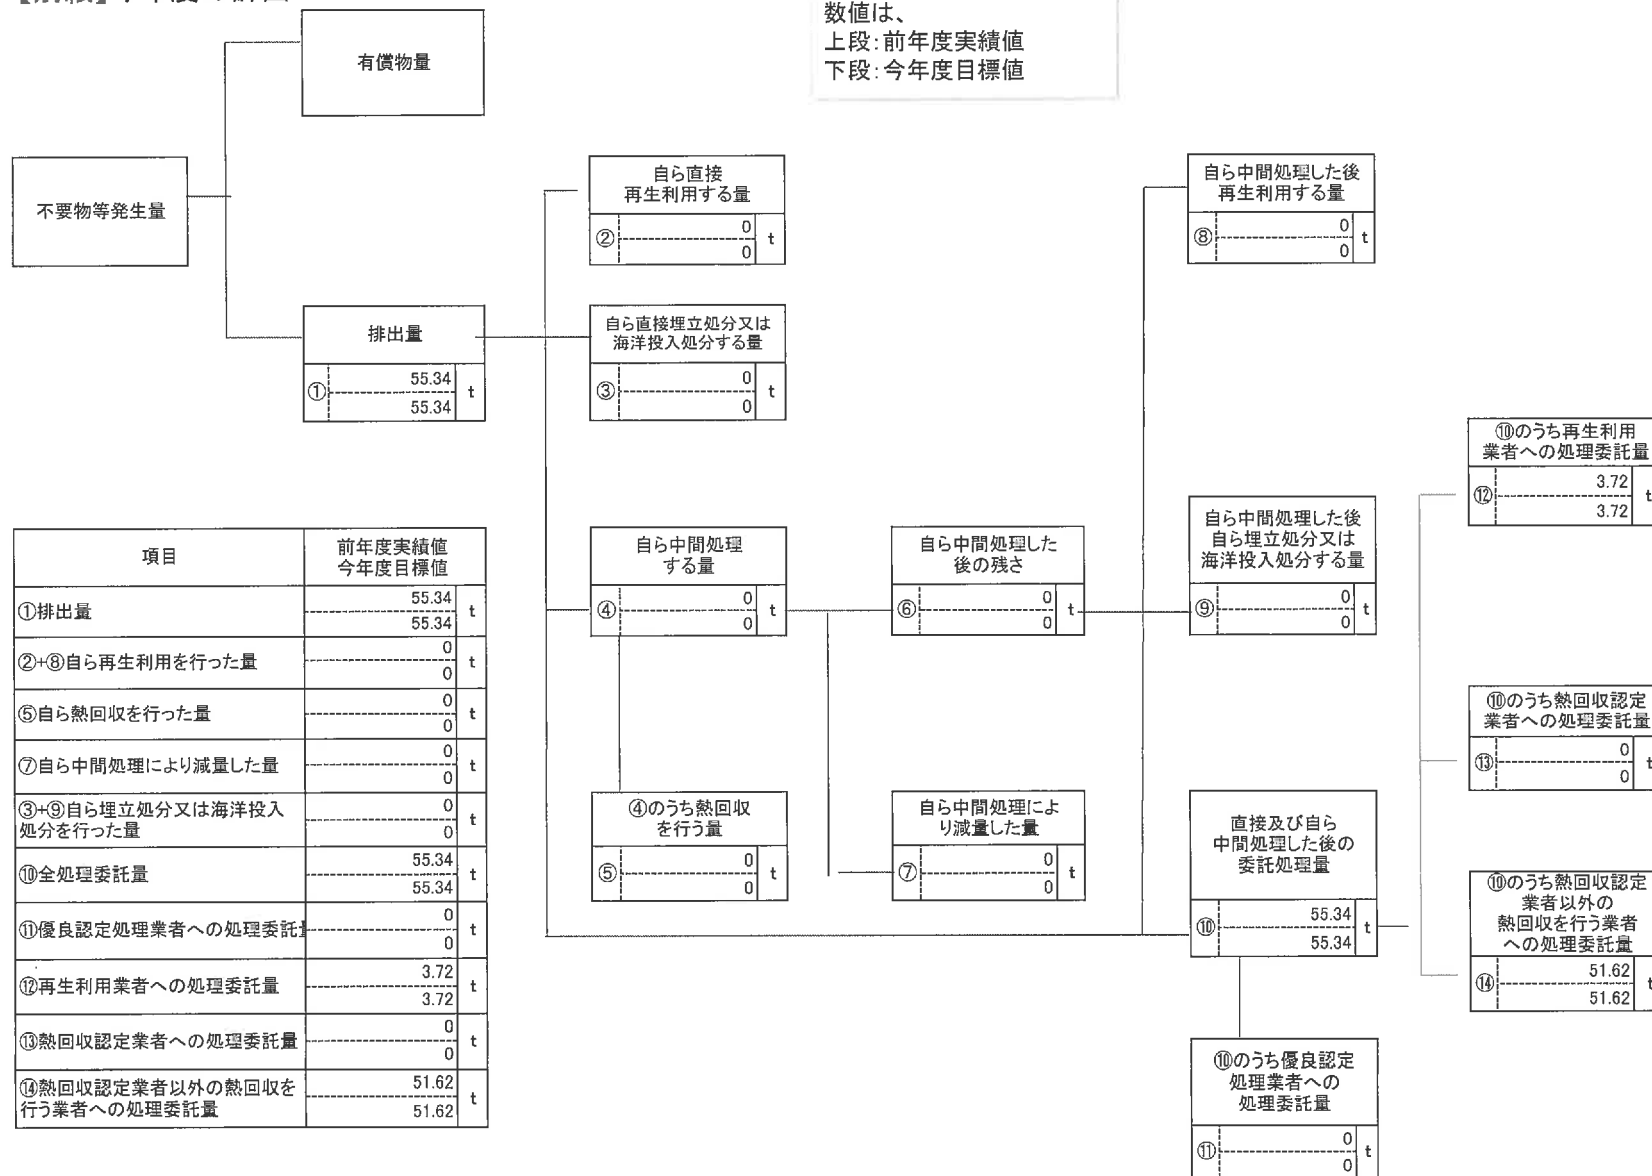 数値は、
上段:前年度実績値
下段:今年度目標値
有償物量
不要物等発生量
排出量
①
55.34
55.34
t
自ら直接
再生利用する量
②
0
0
t
自ら直接埋立処分又は
海洋投入処分する量
③
0
0
t
自ら中間処理した後
再生利用する量
⑧
0
0
t
自ら中間処理
する量
④
0
0
t
自ら中間処理した
後の残さ
⑥
0
0
t
自ら中間処理した後
自ら埋立処分又は
海洋投入処分する量
⑨
0
0
t
④のうち熱回収
を行う量
⑤
0
0
t
自ら中間処理によ
り減量した量
⑦
0
0
t
直接及び自ら
中間処理した後の
委託処理量
⑩
55.34
55.34
t
⑩のうち優良認定
処理業者への
処理委託量
⑪
0
0
t
⑩のうち再生利用
業者への処理委託量
⑫
3.72
3.72
t
⑩のうち熱回収認定
業者への処理委託量
⑬
0
0
t
⑩のうち熱回収認定
業者以外の
熱回収を行う業者
への処理委託量
⑭
51.62
51.62
t
項目
前年度実績値
今年度目標値
①排出量
55.34
55.34
t
②+⑧自ら再生利用を行った量
0
0
t
⑤自ら熱回収を行った量
0
0
t
⑦自ら中間処理により減量した量
0
0
t
③+⑨自ら埋立処分又は海洋投入
処分を行った量
0
0
t
⑩全処理委託量
55.34
55.34
t
⑪優良認定処理業者への処理委託
0
0
t
⑫再生利用業者への処理委託量
3.72
3.72
t
⑬熱回収認定業者への処理委託量
0
0
t
⑭熱回収認定業者以外の熱回収を
行う業者への処理委託量
51.62
51.62
t